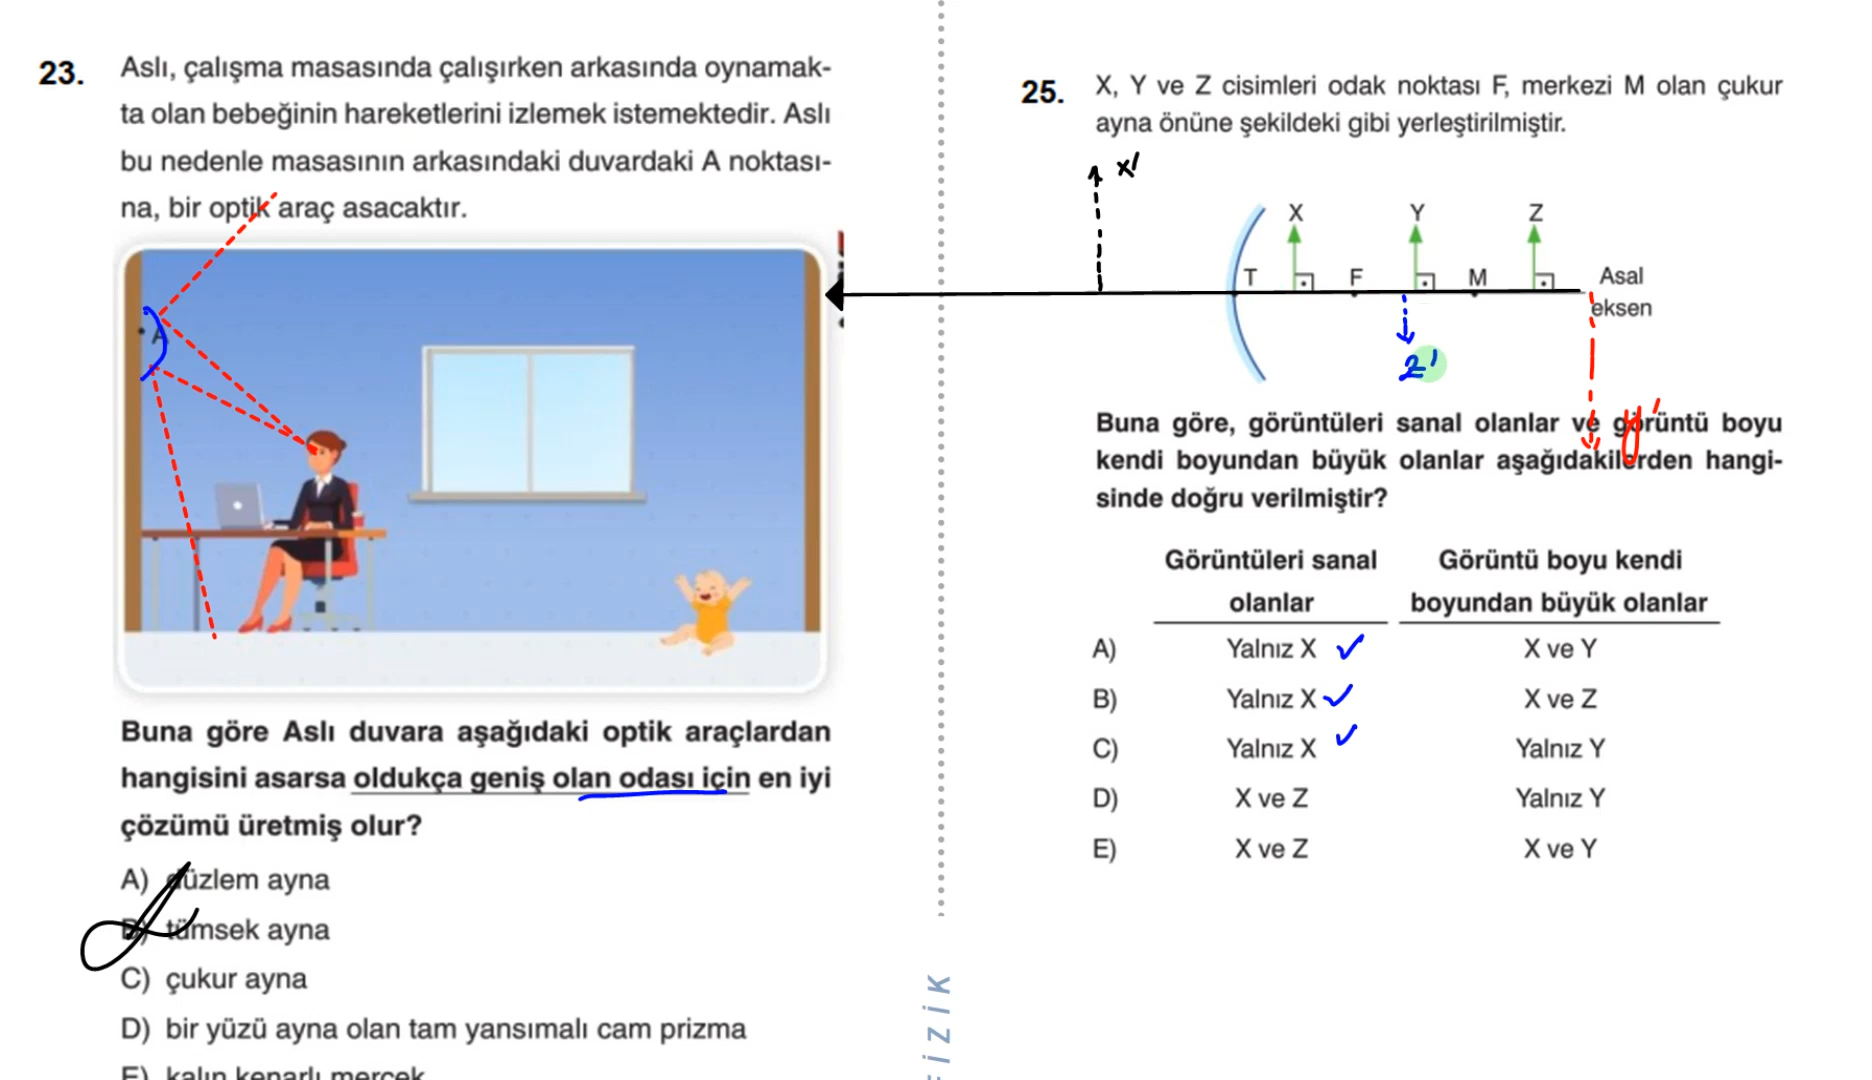 23. Aslı, çalışma masasında çalışırken arkasında oynamak-
ta olan bebeğinin hareketlerini izlemek istemektedir. Aslı
bu nedenle masasının arkasındaki duvardaki A noktası-
na, bir optik araç asacaktır.
A
Buna göre Aslı duvara aşağıdaki optik araçlardan
hangisini asarsa oldukça geniş olan odası için en iyi
çözümü üretmiş olur?
A) düzlem ayna
B) tümsek ayna
C) çukur ayna
D) bir yüzü ayna olan tam yansımalı cam prizma
E) kalın kenarlı mercek
FİZİK
25. X, Y ve Z cisimleri odak noktası F, merkezi M olan çukur
ayna önüne şekildeki gibi yerleştirilmiştir.
x'
X Y Z
T F M Asal
eksen
2'
y'
Buna göre, görüntüleri sanal olanlar ve görüntü boyu
kendi boyundan büyük olanlar aşağıdakilerden hangi-
sinde doğru verilmiştir?
Görüntüleri sanal Görüntü boyu kendi
olanlar boyundan büyük olanlar
A) Yalnız X X ve Y
B) Yalnız X X ve Z
C) Yalnız X Yalnız Y
D) X ve Z Yalnız Y
E) X ve Z X ve Y